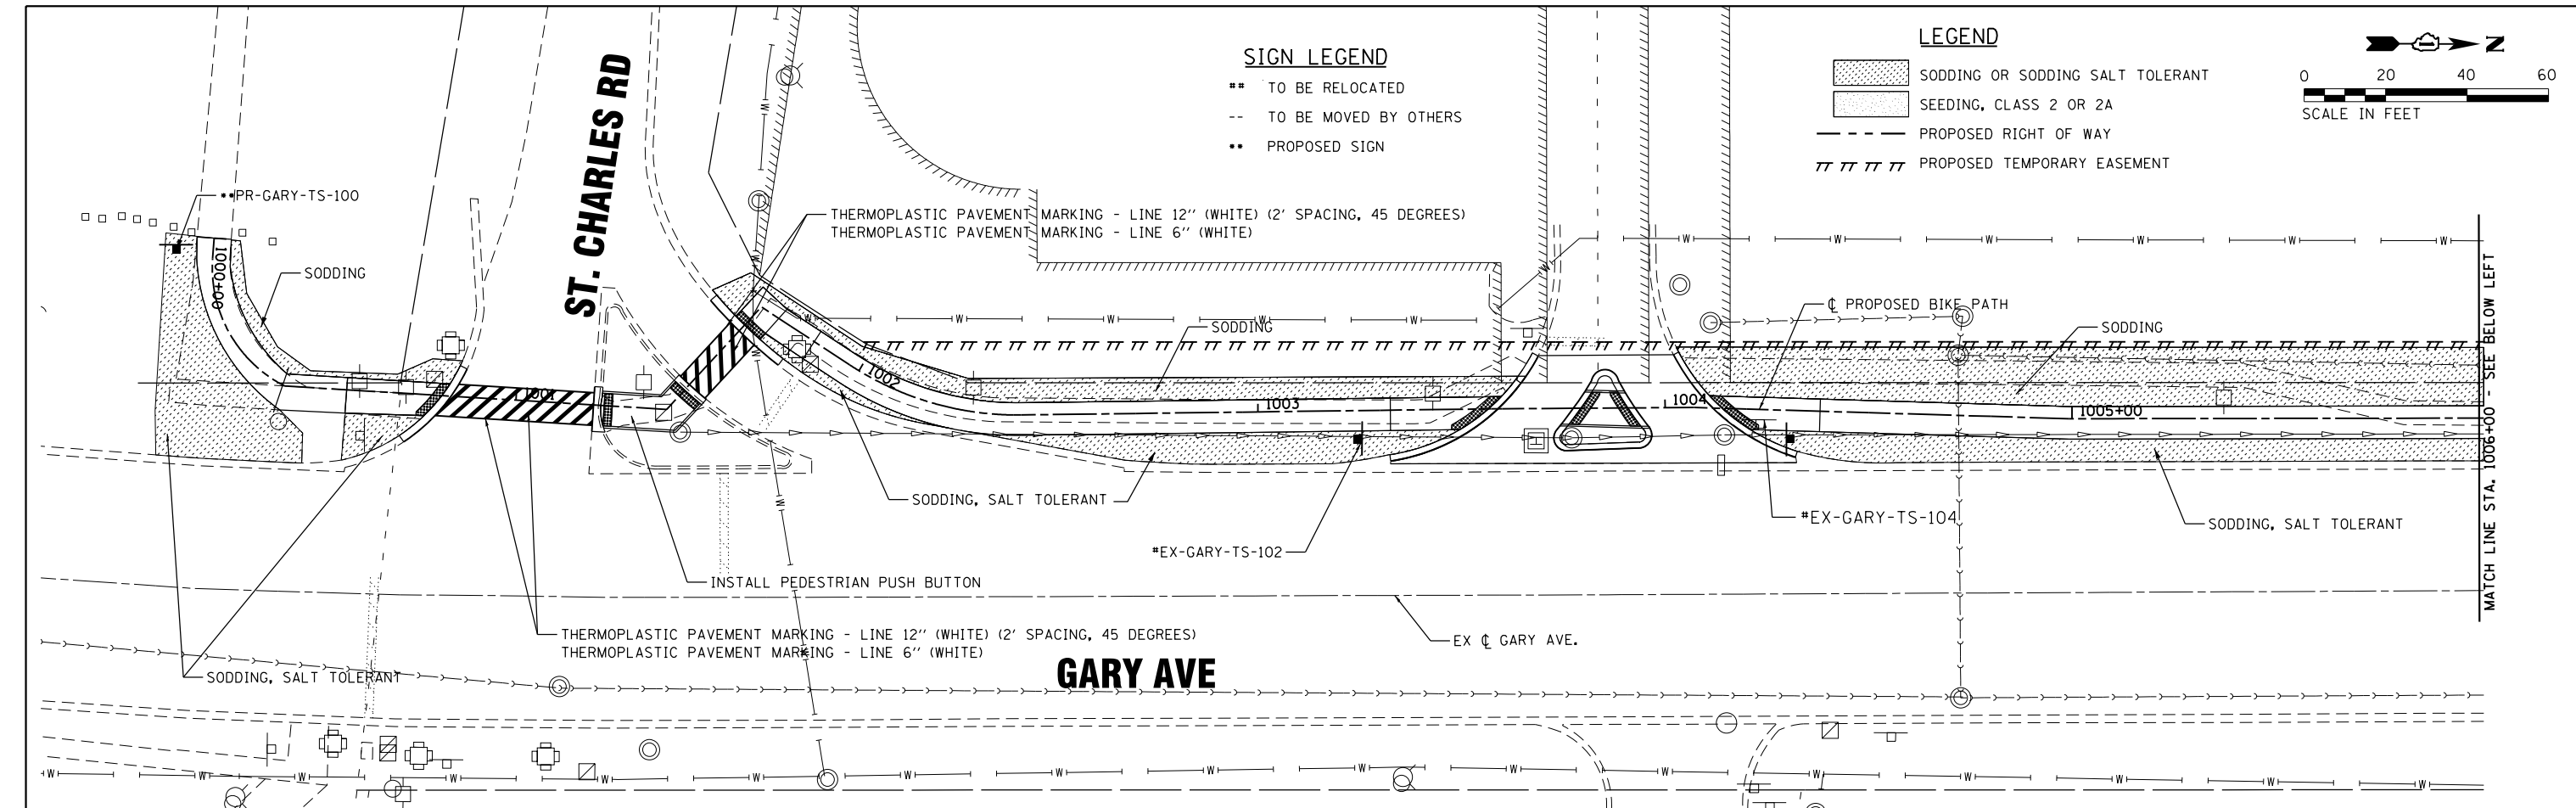 SIGN LEGEND
## TO BE RELOCATED
-- TO BE MOVED BY OTHERS
** PROPOSED SIGN
LEGEND
SODDING OR SODDING SALT TOLERANT
SEEDING, CLASS 2 OR 2A
PROPOSED RIGHT OF WAY
PROPOSED TEMPORARY EASEMENT
N
0 20 40 60
SCALE IN FEET
ST. CHARLES RD
**PR-GARY-TS-100
1000+00
SODDING
THERMOPLASTIC PAVEMENT MARKING - LINE 12" (WHITE) (2' SPACING, 45 DEGREES)
THERMOPLASTIC PAVEMENT MARKING - LINE 6" (WHITE)
SODDING
℄ PROPOSED BIKE PATH
SODDING
1001
1002
1003
1004
1005+00
MATCH LINE STA. 1006+00 - SEE BELOW LEFT
SODDING, SALT TOLERANT
#EX-GARY-TS-102
#EX-GARY-TS-104
SODDING, SALT TOLERANT
INSTALL PEDESTRIAN PUSH BUTTON
THERMOPLASTIC PAVEMENT MARKING - LINE 12" (WHITE) (2' SPACING, 45 DEGREES)
THERMOPLASTIC PAVEMENT MARKING - LINE 6" (WHITE)
EX ℄ GARY AVE.
SODDING, SALT TOLERANT
GARY AVE